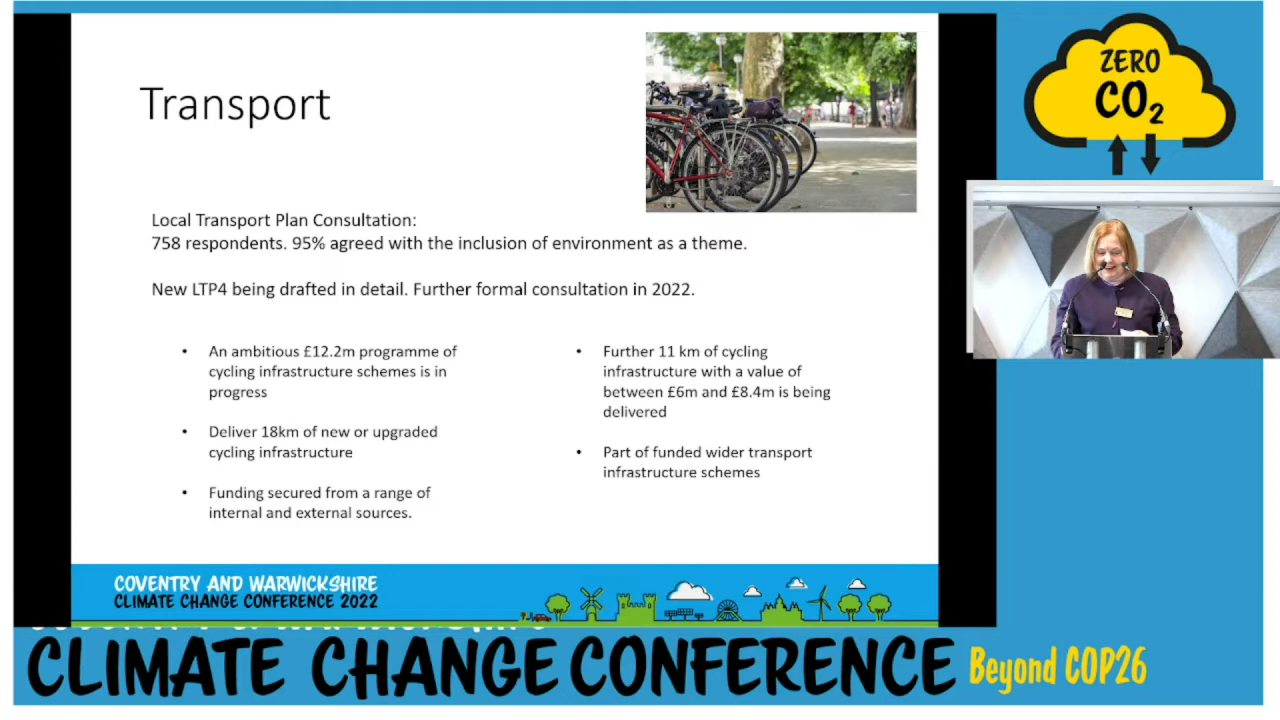 Transport
Local Transport Plan Consultation:
758 respondents. 95% agreed with the inclusion of environment as a theme.
New LTP4 being drafted in detail. Further formal consultation in 2022.
• An ambitious £12.2m programme of
cycling infrastructure schemes is in
progress
• Deliver 18km of new or upgraded
cycling infrastructure
• Funding secured from a range of
internal and external sources.
• Further 11 km of cycling
infrastructure with a value of
between £6m and £8.4m is being
delivered
• Part of funded wider transport
infrastructure schemes
COVENTRY AND WARWICKSHIRE
CLIMATE CHANGE CONFERENCE 2022
ZERO
CO₂
CLIMATE CHANGE CONFERENCE Beyond COP26